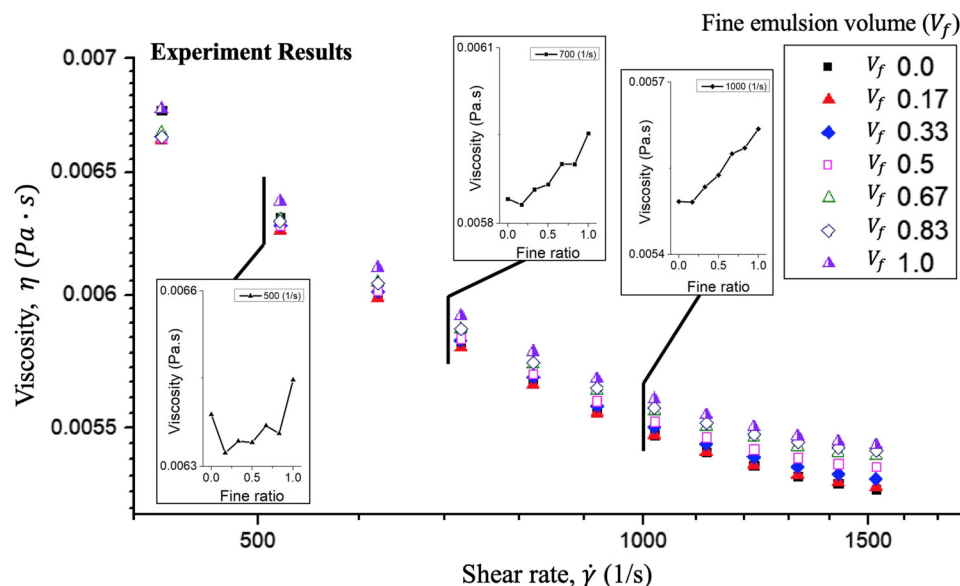 Fine emulsion volume (Vf)
Experiment Results
Vf 0.0
Vf 0.17
Vf 0.33
Vf 0.5
Vf 0.67
Vf 0.83
Vf 1.0
Viscosity, η (Pa · s)
0.007
0.0065
0.006
0.0055
500
1000
1500
Shear rate, γ̇ (1/s)
500 (1/s)
0.0066
0.0063
Viscosity (Pa.s)
0.0 0.5 1.0
Fine ratio
700 (1/s)
0.0061
0.0058
Viscosity (Pa.s)
0.0 0.5 1.0
Fine ratio
1000 (1/s)
0.0057
0.0054
Viscosity (Pa.s)
0.0 0.5 1.0
Fine ratio